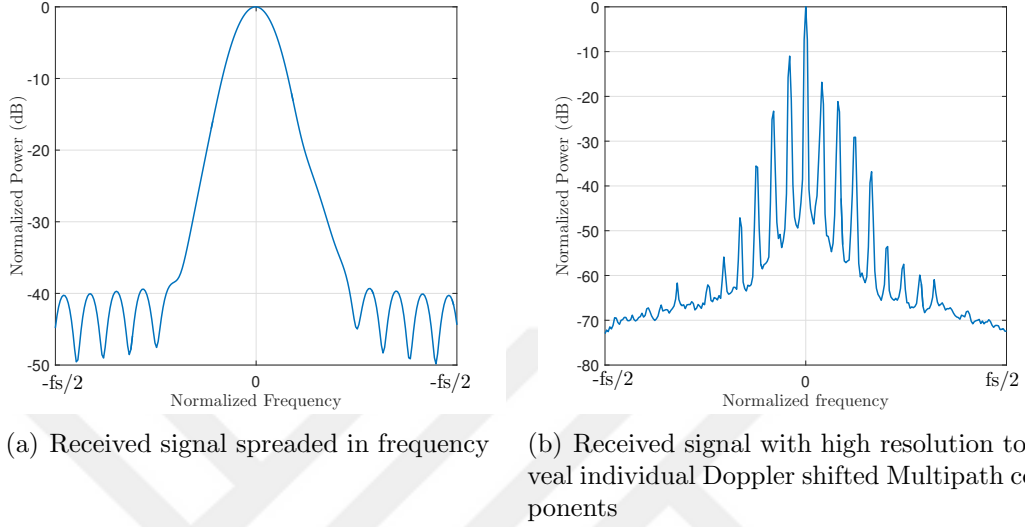 0
-10
-20
-30
-40
-50
Normalized Power (dB)
-fs/2
0
-fs/2
Normalized Frequency
(a) Received signal spreaded in frequency
0
-10
-20
-30
-40
-50
-60
-70
-80
Normalized Power (dB)
-fs/2
0
fs/2
Normalized frequency
(b) Received signal with high resolution to
veal individual Doppler shifted Multipath co
ponents